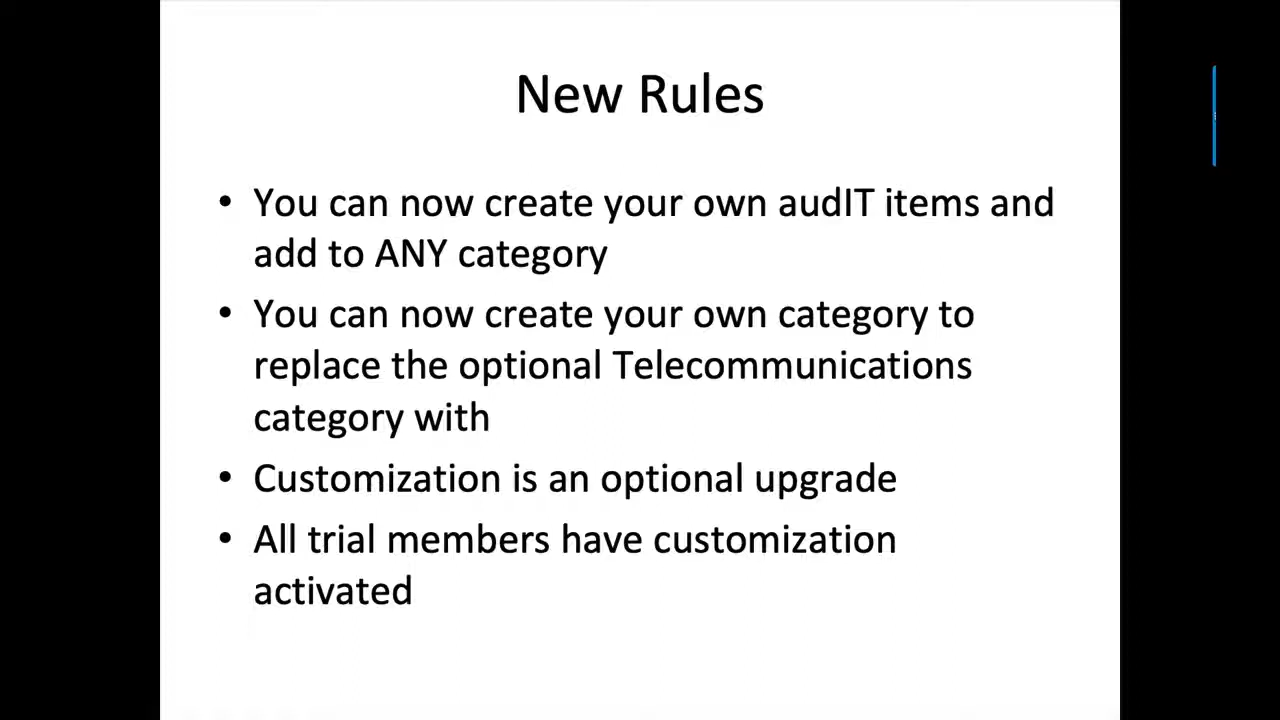 New Rules
• You can now create your own audIT items and
add to ANY category
• You can now create your own category to
replace the optional Telecommunications
category with
• Customization is an optional upgrade
• All trial members have customization
activated